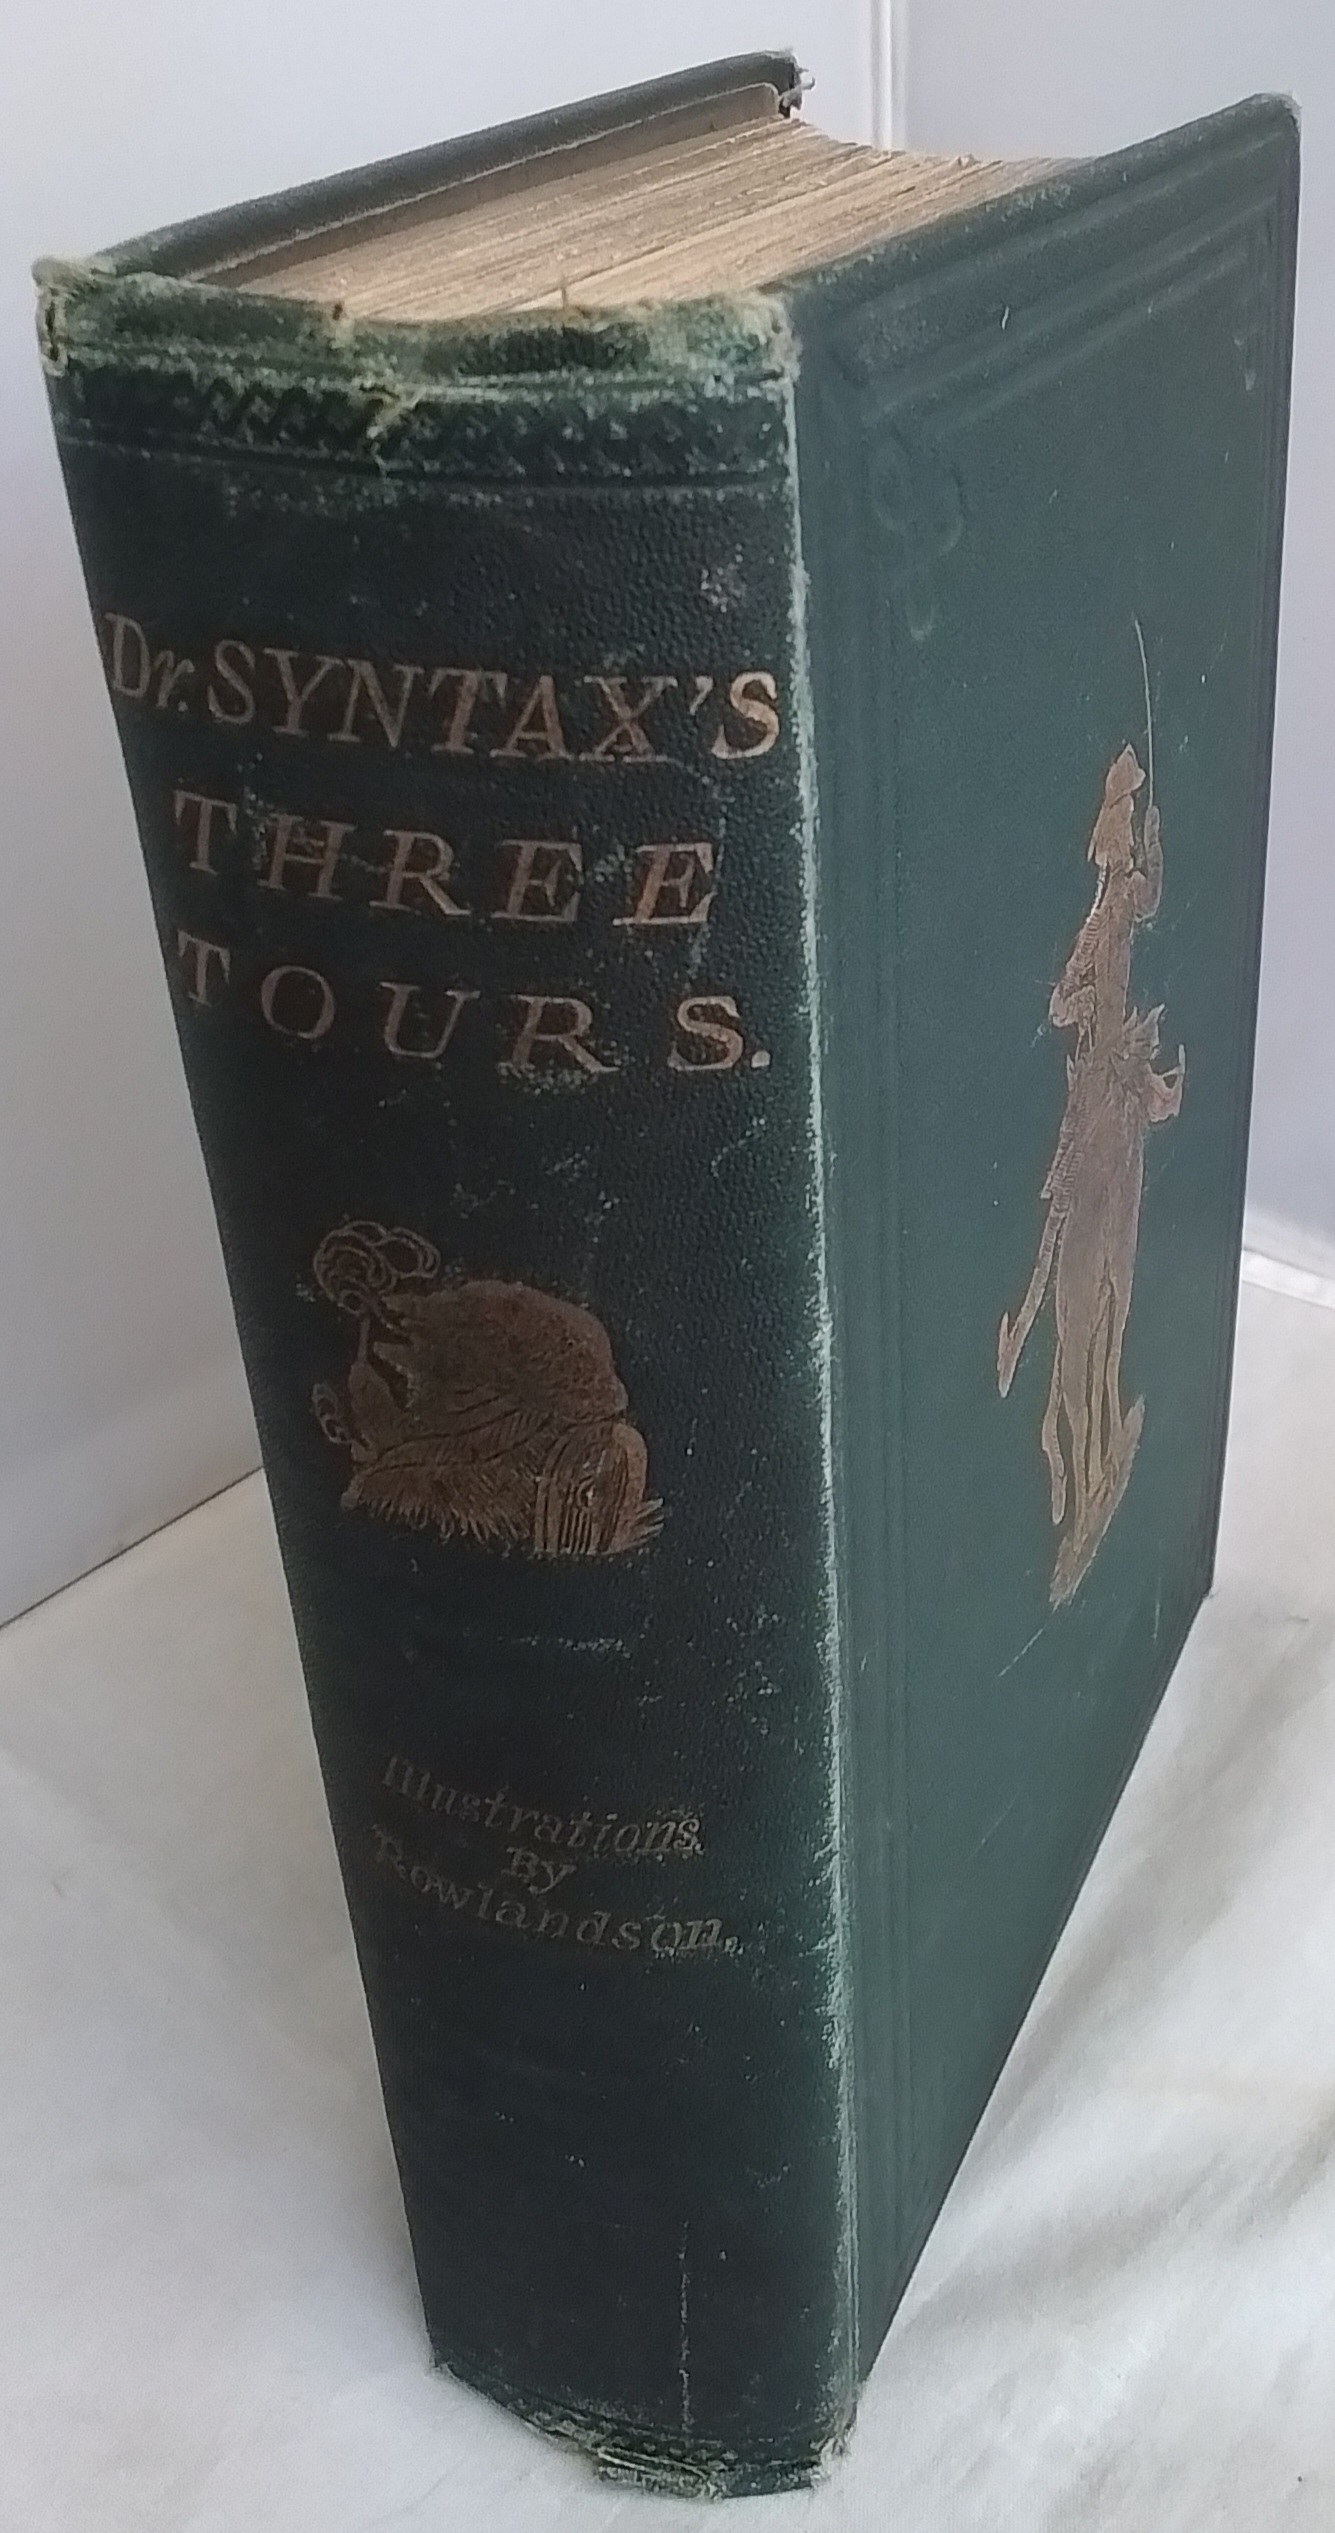 Dr. SYNTAX'S
THREE
TOURS.
Illustrations
By
Rowlandson.